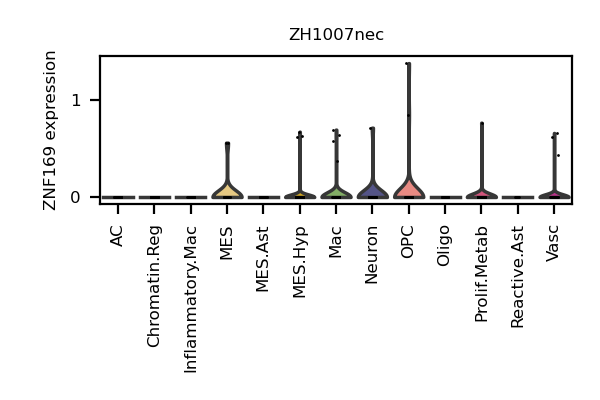 ZH1007nec
ZNF169 expression
1
0
AC
Chromatin.Reg
Inflammatory.Mac
MES
MES.Ast
MES.Hyp
Mac
Neuron
OPC
Oligo
Prolif.Metab
Reactive.Ast
Vasc